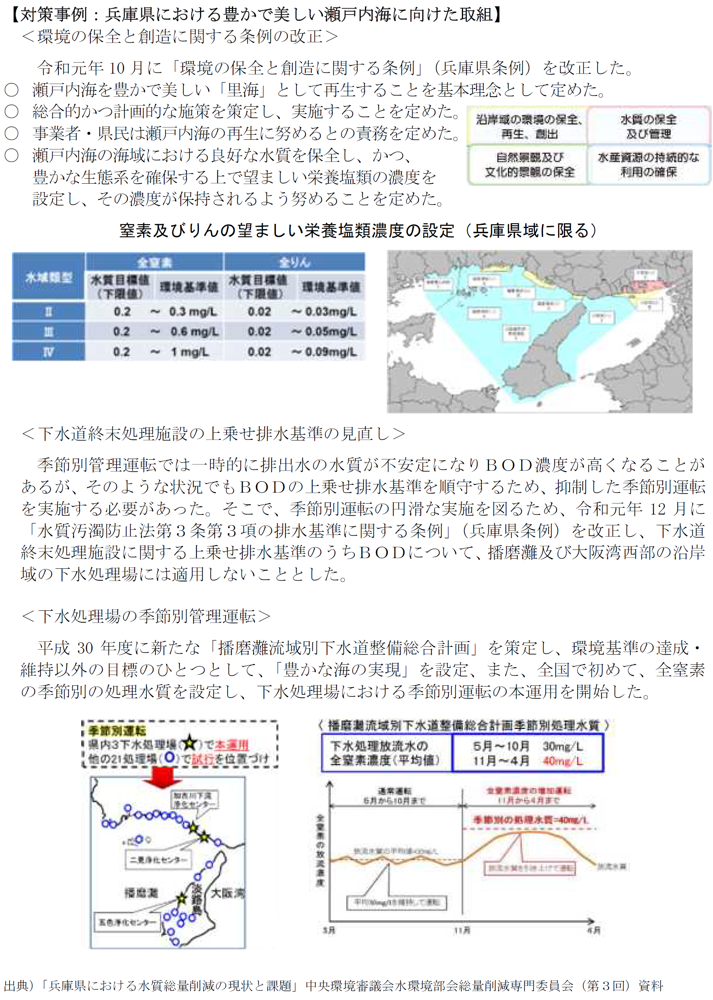 【対策事例：兵庫県における豊かで美しい瀬戸内海に向けた取組】
＜環境の保全と創造に関する条例の改正＞
令和元年 10 月に「環境の保全と創造に関する条例」（兵庫県条例）を改正した。
○ 瀬戸内海を豊かで美しい「里海」として再生することを基本理念として定めた。
○ 総合的かつ計画的な施策を策定し、実施することを定めた。
○ 事業者・県民は瀬戸内海の再生に努めるとの責務を定めた。
○ 瀬戸内海の海域における良好な水質を保全し、かつ、
豊かな生態系を確保する上で望ましい栄養塩類の濃度を
設定し、その濃度が保持されるよう努めることを定めた。
沿岸域の環境の保全、
再生、創出
水質の保全
及び管理
自然景観及び
文化的景観の保全
水産資源の持続的な
利用の確保
窒素及びりんの望ましい栄養塩類濃度の設定（兵庫県域に限る）
水域類型 全窒素 全りん
水質目標値 環境基準値 水質目標値 環境基準値
（下限値） （下限値）
Ⅱ 0.2 ～ 0.3 mg/L 0.02 ～0.03mg/L
Ⅲ 0.2 ～ 0.6 mg/L 0.02 ～0.05mg/L
Ⅳ 0.2 ～ 1 mg/L 0.02 ～0.09mg/L
＜下水道終末処理施設の上乗せ排水基準の見直し＞
季節別管理運転では一時的に排出水の水質が不安定になりＢＯＤ濃度が高くなることが
あるが、そのような状況でもＢＯＤの上乗せ排水基準を順守するため、抑制した季節別運転
を実施する必要があった。そこで、季節別運転の円滑な実施を図るため、令和元年 12 月に
「水質汚濁防止法第３条第３項の排水基準に関する条例」（兵庫県条例）を改正し、下水道
終末処理施設に関する上乗せ排水基準のうちＢＯＤについて、播磨灘及び大阪湾西部の沿岸
域の下水処理場には適用しないこととした。
＜下水処理場の季節別管理運転＞
平成 30 年度に新たな「播磨灘流域別下水道整備総合計画」を策定し、環境基準の達成・
維持以外の目標のひとつとして、「豊かな海の実現」を設定、また、全国で初めて、全窒素
の季節別の処理水質を設定し、下水処理場における季節別運転の本運用を開始した。
季節別運転
県内3下水処理場(★)で本運用
他の21処理場(○)で試行を位置づけ
加古川下流
浄化センター
二見浄化センター
播磨灘
淡路島
大阪湾
五色浄化センター
（播磨灘流域別下水道整備総合計画季節別処理水質）
下水処理放流水の 5月～10月 30mg/L
全窒素濃度(平均値) 11月～4月 40mg/L
通常運転
5月から10月まで
全窒素濃度の増加運転
11月から4月まで
季節別の処理水質=40mg/L
全窒素の放流濃度
放流水質の平均値=30mg/L
放流水質を引き上げて運転
放流水質
平均30mg/Lを維持して運転
5月 11月 4月
出典）「兵庫県における水質総量削減の現状と課題」中央環境審議会水環境部会総量削減専門委員会（第３回）資料